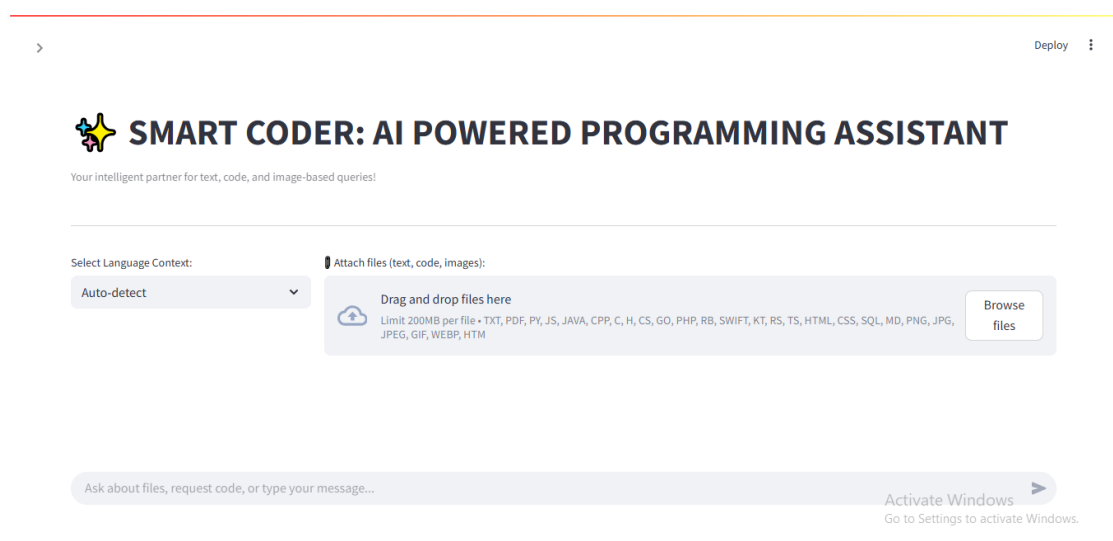 Deploy
SMART CODER: AI POWERED PROGRAMMING ASSISTANT
Your intelligent partner for text, code, and image-based queries!
Select Language Context:
Auto-detect
Attach files (text, code, images):
Drag and drop files here
Limit 200MB per file • TXT, PDF, PY, JS, JAVA, CPP, C, H, CS, GO, PHP, RB, SWIFT, KT, RS, TS, HTML, CSS, SQL, MD, PNG, JPG,
JPEG, GIF, WEBP, HTM
Browse
files
Ask about files, request code, or type your message...
Activate Windows
Go to Settings to activate Windows.